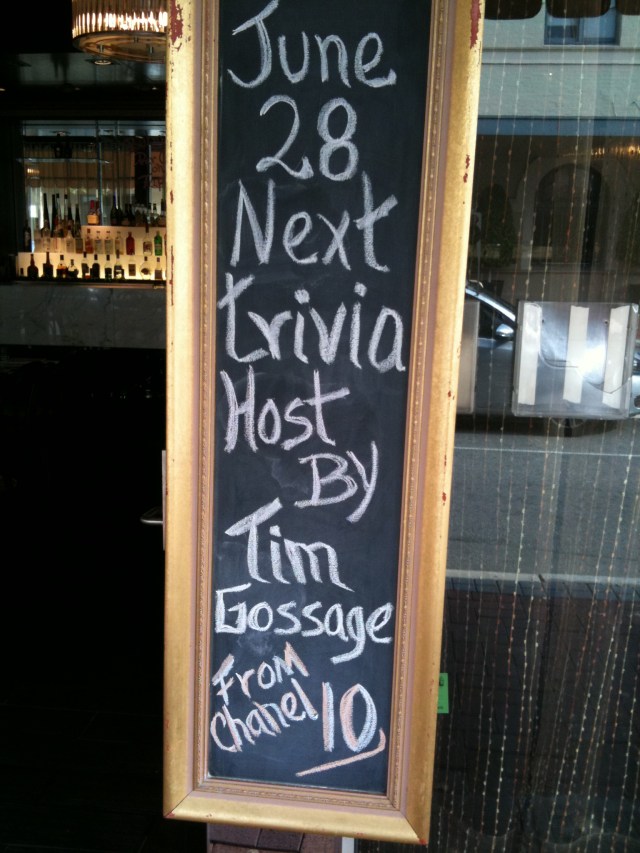 June
28
Next
trivia
Host
By
Tim
Gossage
From
Chanel 10